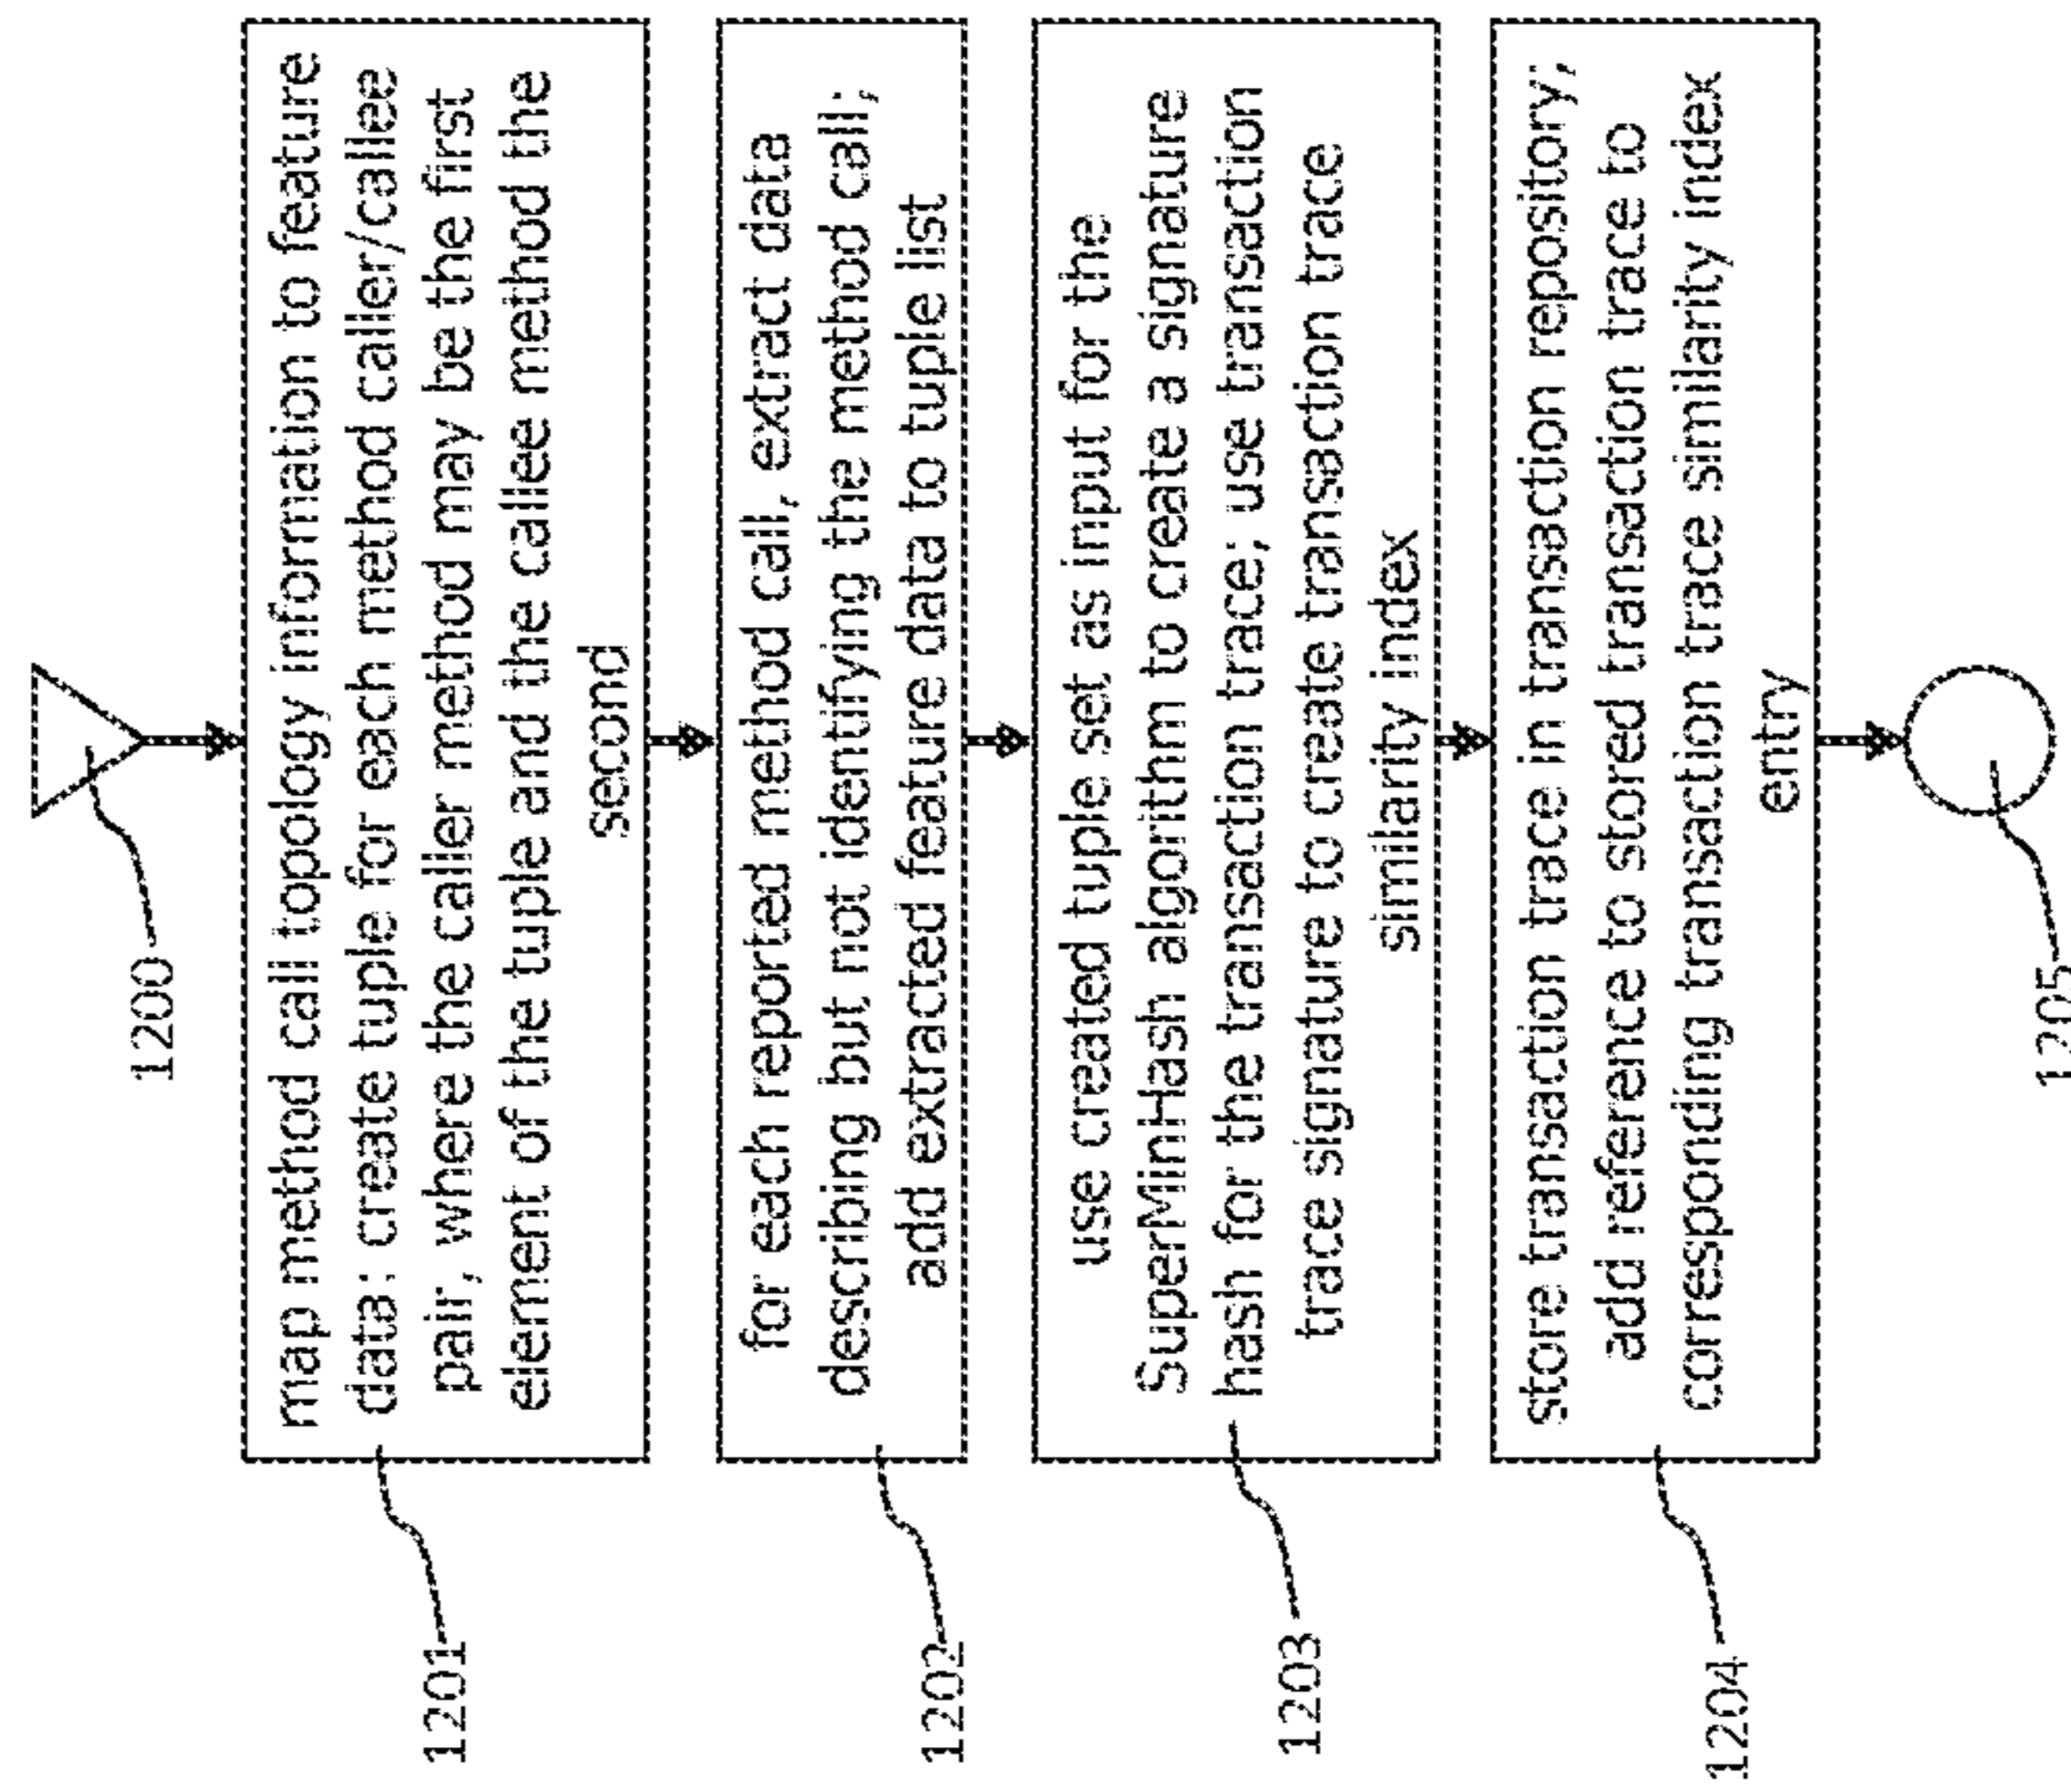 1200
map method call topology information to feature
data: create tuple for each method caller/callee
pair, where the caller method may be the first
element of the tuple and the callee method the
second
1201
for each reported method call, extract data
describing but not identifying the method call;
add extracted feature data to tuple list
1202
use created tuple set as input for the
SuperMinHash algorithm to create a signature
hash for the transaction trace; use transaction
trace signature to create transaction trace
similarity index
1203
store transaction trace in transaction repository;
add reference to stored transaction trace to
corresponding transaction trace similarity index
entry
1204
1205